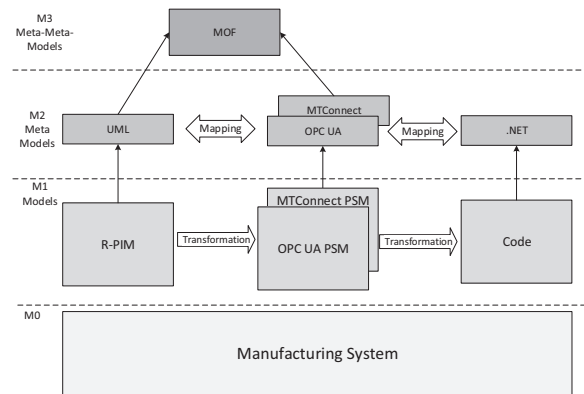 M3
Meta-Meta-
Models
MOF
M2
Meta
Models
UML
Mapping
MTConnect
OPC UA
Mapping
.NET
M1
Models
R-PIM
Transformation
MTConnect PSM
OPC UA PSM
Transformation
Code
M0
Manufacturing System